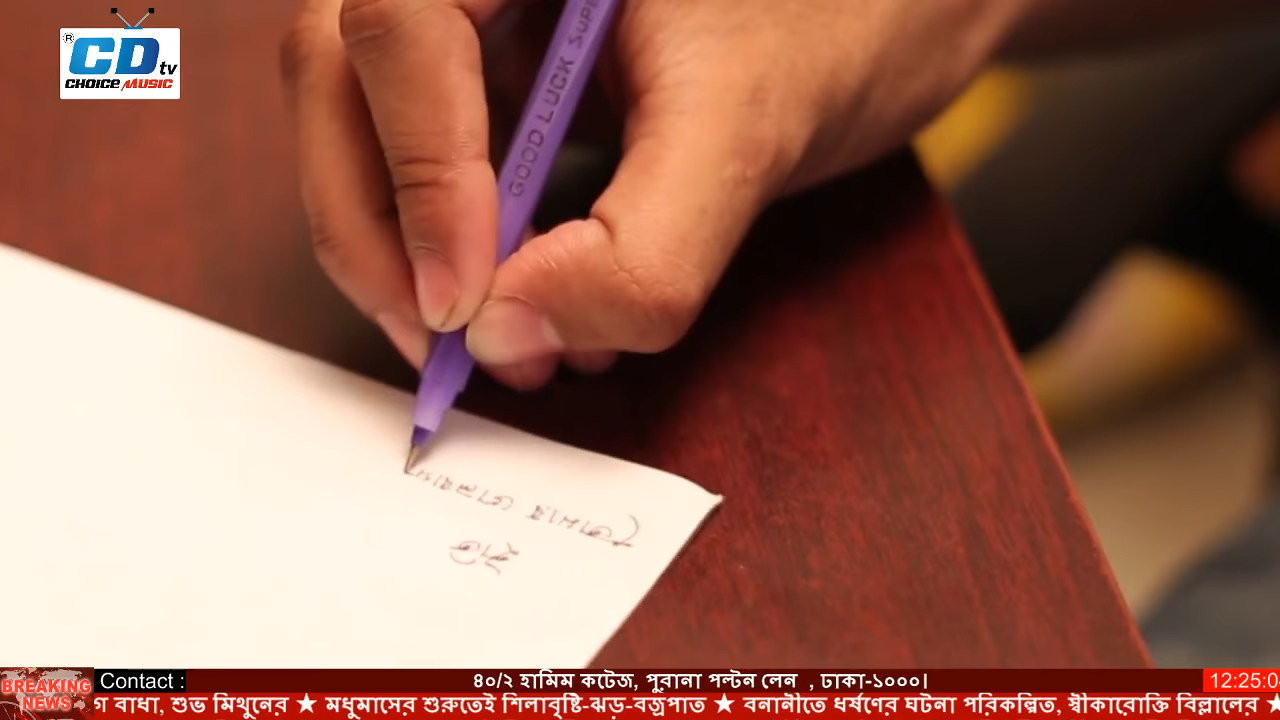 ®
CD tv
CHOICE MUSIC
GOOD LUCK SUPE
Contact :
৪০/২ হামিম কটেজ, পুরানা পল্টন লেন , ঢাকা-১০০০।
12:25:0
BREAKING
NEWS
গ বাধা, শুভ মিথুনের ★ মধুমাসের শুরুতেই শিলাবৃষ্টি-ঝড়-বজ্রপাত ★ বনানীতে ধর্ষণের ঘটনা পরিকল্পিত, স্বীকারোক্তি বিল্লালের ★